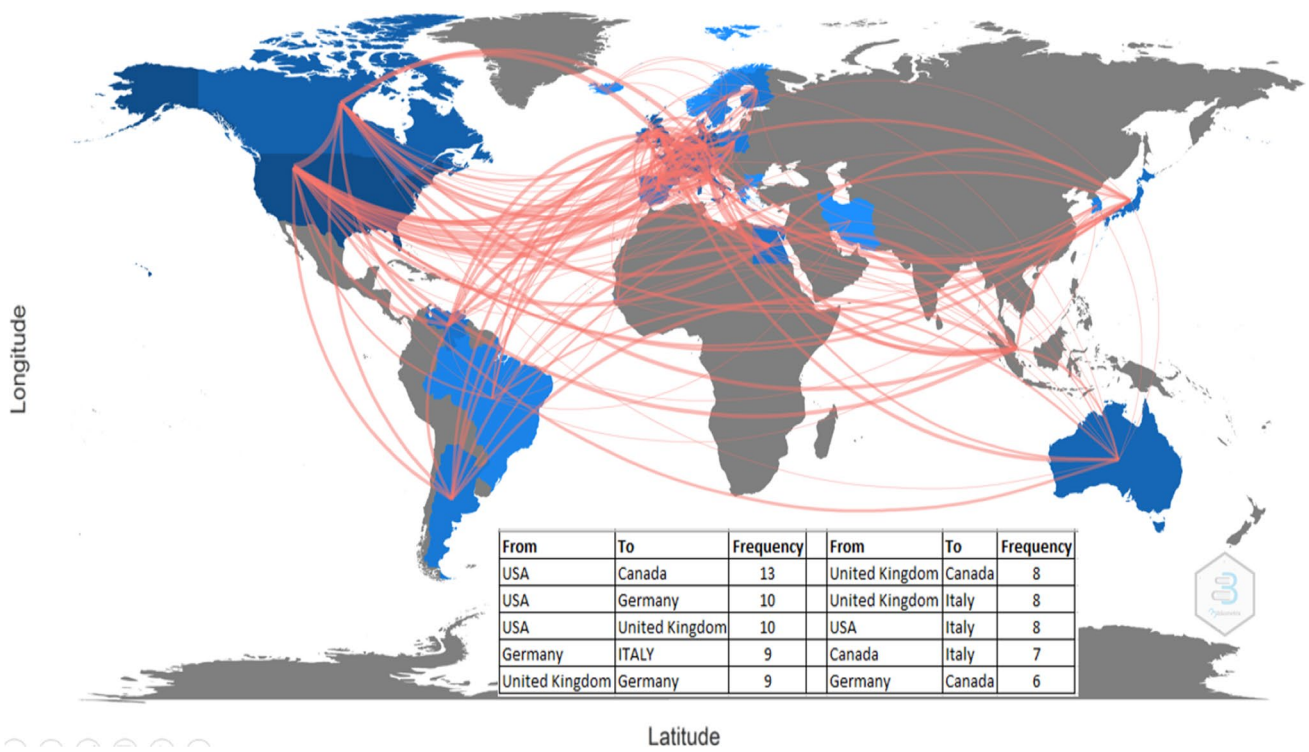 Longitude
From To Frequency From To Frequency
USA Canada 13 United Kingdom Canada 8
USA Germany 10 United Kingdom Italy 8
USA United Kingdom 10 USA Italy 8
Germany ITALY 9 Canada Italy 7
United Kingdom Germany 9 Germany Canada 6
Latitude